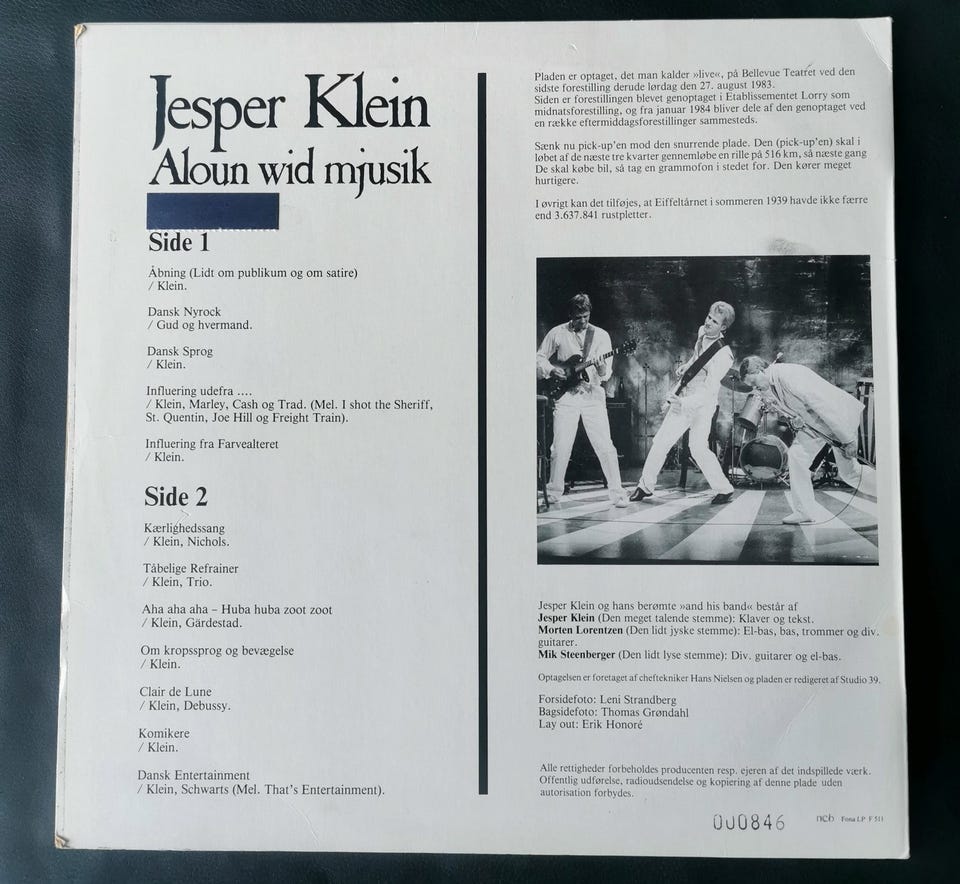 Jesper Klein
Aloun wid mjusik
Side 1
Åbning (Lidt om publikum og om satire)
/ Klein.
Dansk Nyrock
/ Gud og hvermand.
Dansk Sprog
/ Klein.
Influering udefra ....
/ Klein, Marley, Cash og Trad. (Mel. I shot the Sheriff,
St. Quentin, Joe Hill og Freight Train).
Influering fra Farvealteret
/ Klein.
Side 2
Kærlighedssang
/ Klein, Nichols.
Tåbelige Refrainer
/ Klein, Trio.
Aha aha aha – Huba huba zoot zoot
/ Klein, Gärdestad.
Om kropssprog og bevægelse
/ Klein.
Clair de Lune
/ Klein, Debussy.
Komikere
/ Klein.
Dansk Entertainment
/ Klein, Schwarts (Mel. That's Entertainment).
Pladen er optaget, det man kalder »live«, på Bellevue Teatret ved den
sidste forestilling derude lørdag den 27. august 1983.
Siden er forestillingen blevet genoptaget i Etablissementet Lorry som
midnatsforestilling, og fra januar 1984 bliver dele af den genoptaget ved
en række eftermiddagsforestillinger sammesteds.
Sænk nu pick-up'en mod den snurrende plade. Den (pick-up'en) skal i
løbet af de næste tre kvarter gennemløbe en rille på 516 km, så næste gang
De skal købe bil, så tag en grammofon i stedet for. Den kører meget
hurtigere.
I øvrigt kan det tilføjes, at Eiffeltårnet i sommeren 1939 havde ikke færre
end 3.637.841 rustpletter.
Jesper Klein og hans berømte »and his band« består af
Jesper Klein (Den meget talende stemme): Klaver og tekst.
Morten Lorentzen (Den lidt jyske stemme): El-bas, bas, trommer og div.
guitarer.
Mik Steenberger (Den lidt lyse stemme): Div. guitarer og el-bas.
Optagelsen er foretaget af cheftekniker Hans Nielsen og pladen er redigeret af Studio 39.
Forsidefoto: Leni Strandberg
Bagsidefoto: Thomas Grøndahl
Lay out: Erik Honoré
Alle rettigheder forbeholdes producenten resp. ejeren af det indspillede værk.
Offentlig udførelse, radioudsendelse og kopiering af denne plade uden
autorisation forbydes.
000846 ncb Fona LP F 511